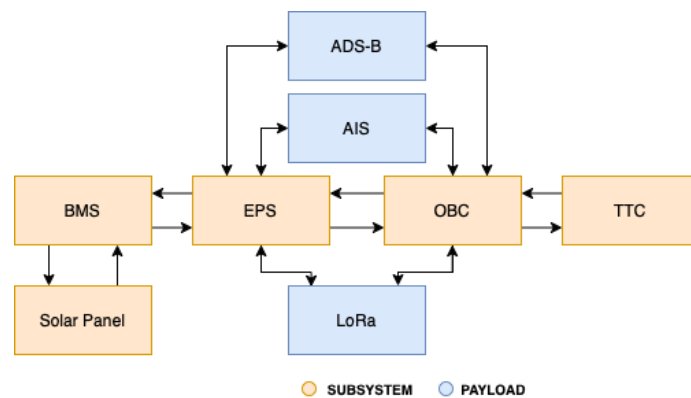 ADS-B
AIS
BMS
EPS
OBC
TTC
Solar Panel
LoRa
SUBSYSTEM
PAYLOAD